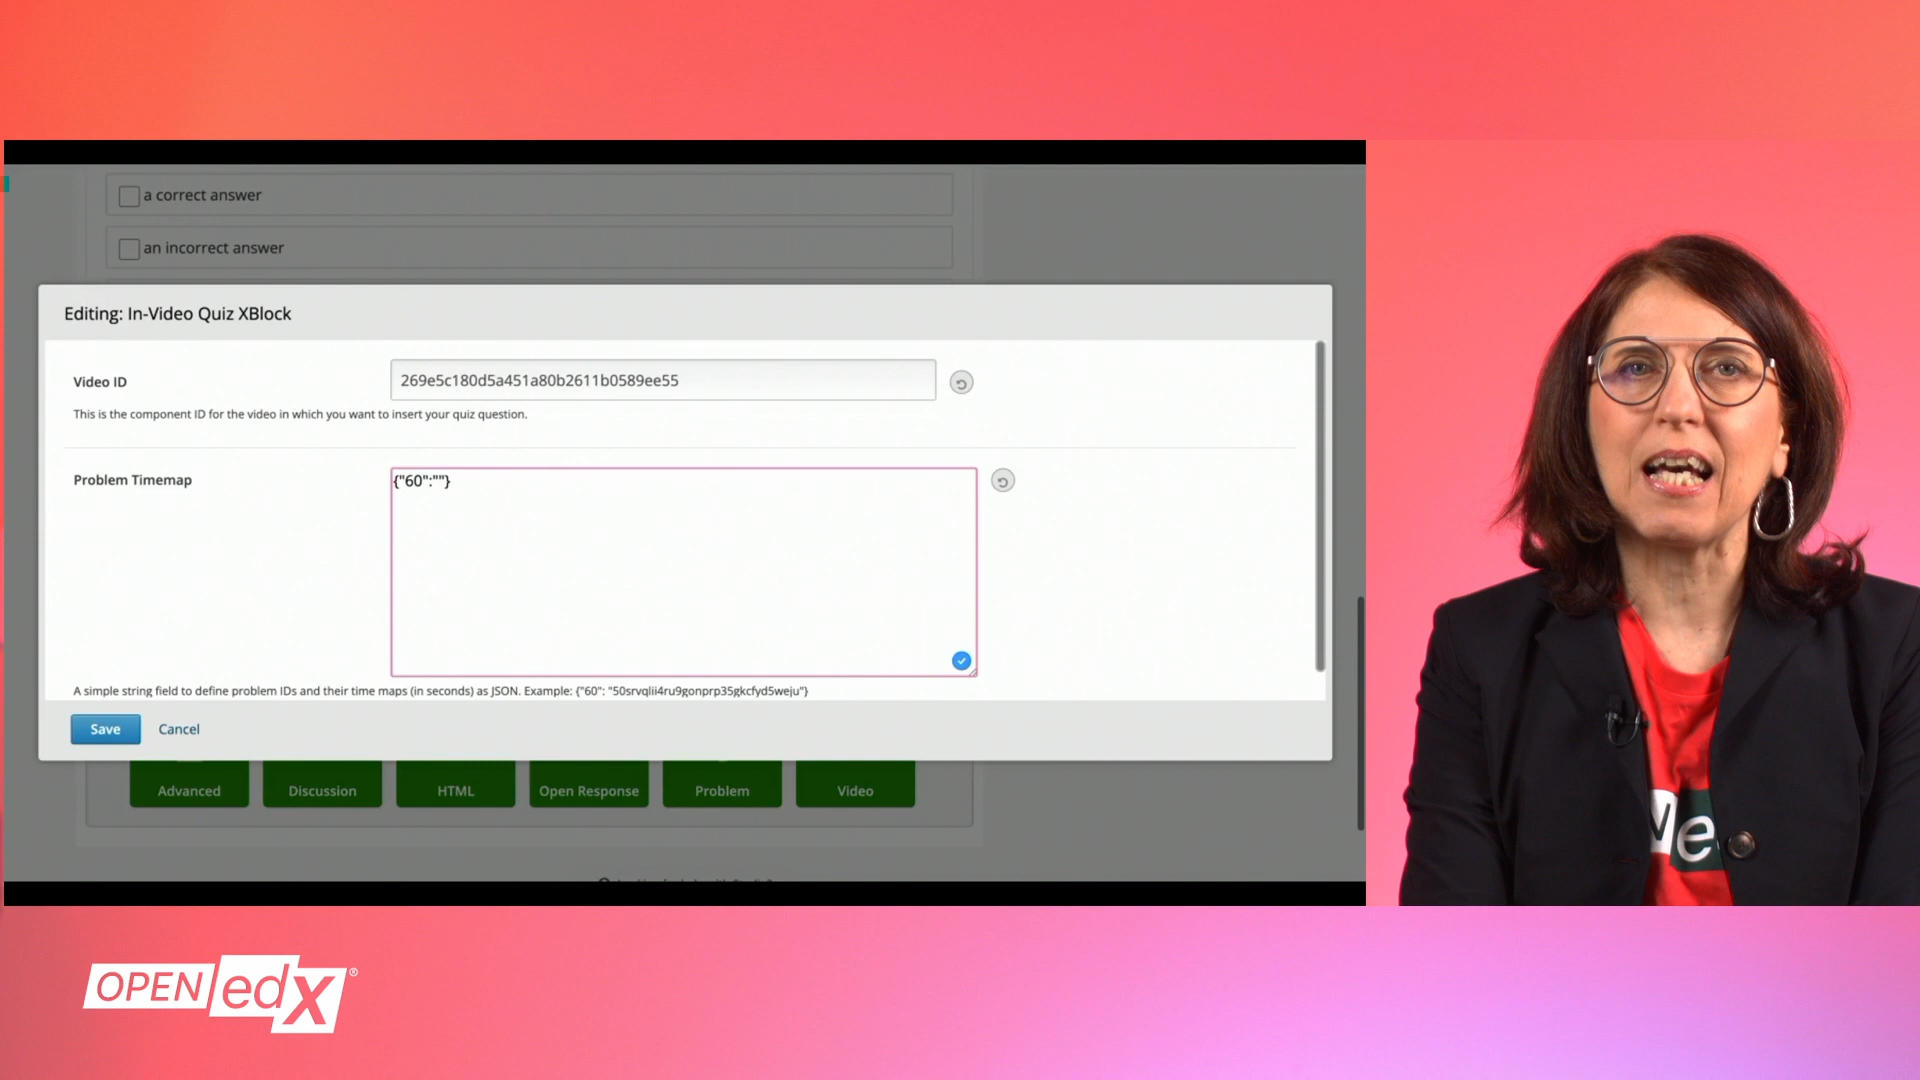 a correct answer
an incorrect answer
Editing: In-Video Quiz XBlock
Video ID
269e5c180d5a451a80b2611b0589ee55
This is the component ID for the video in which you want to insert your quiz question.
Problem Timemap
{"60":""}
A simple string field to define problem IDs and their time maps (in seconds) as JSON. Example: {"60": "50srvqlii4ru9gonprp35gkcfyd5weju"}
Save
Cancel
Advanced
Discussion
HTML
Open Response
Problem
Video
OPEN edX®